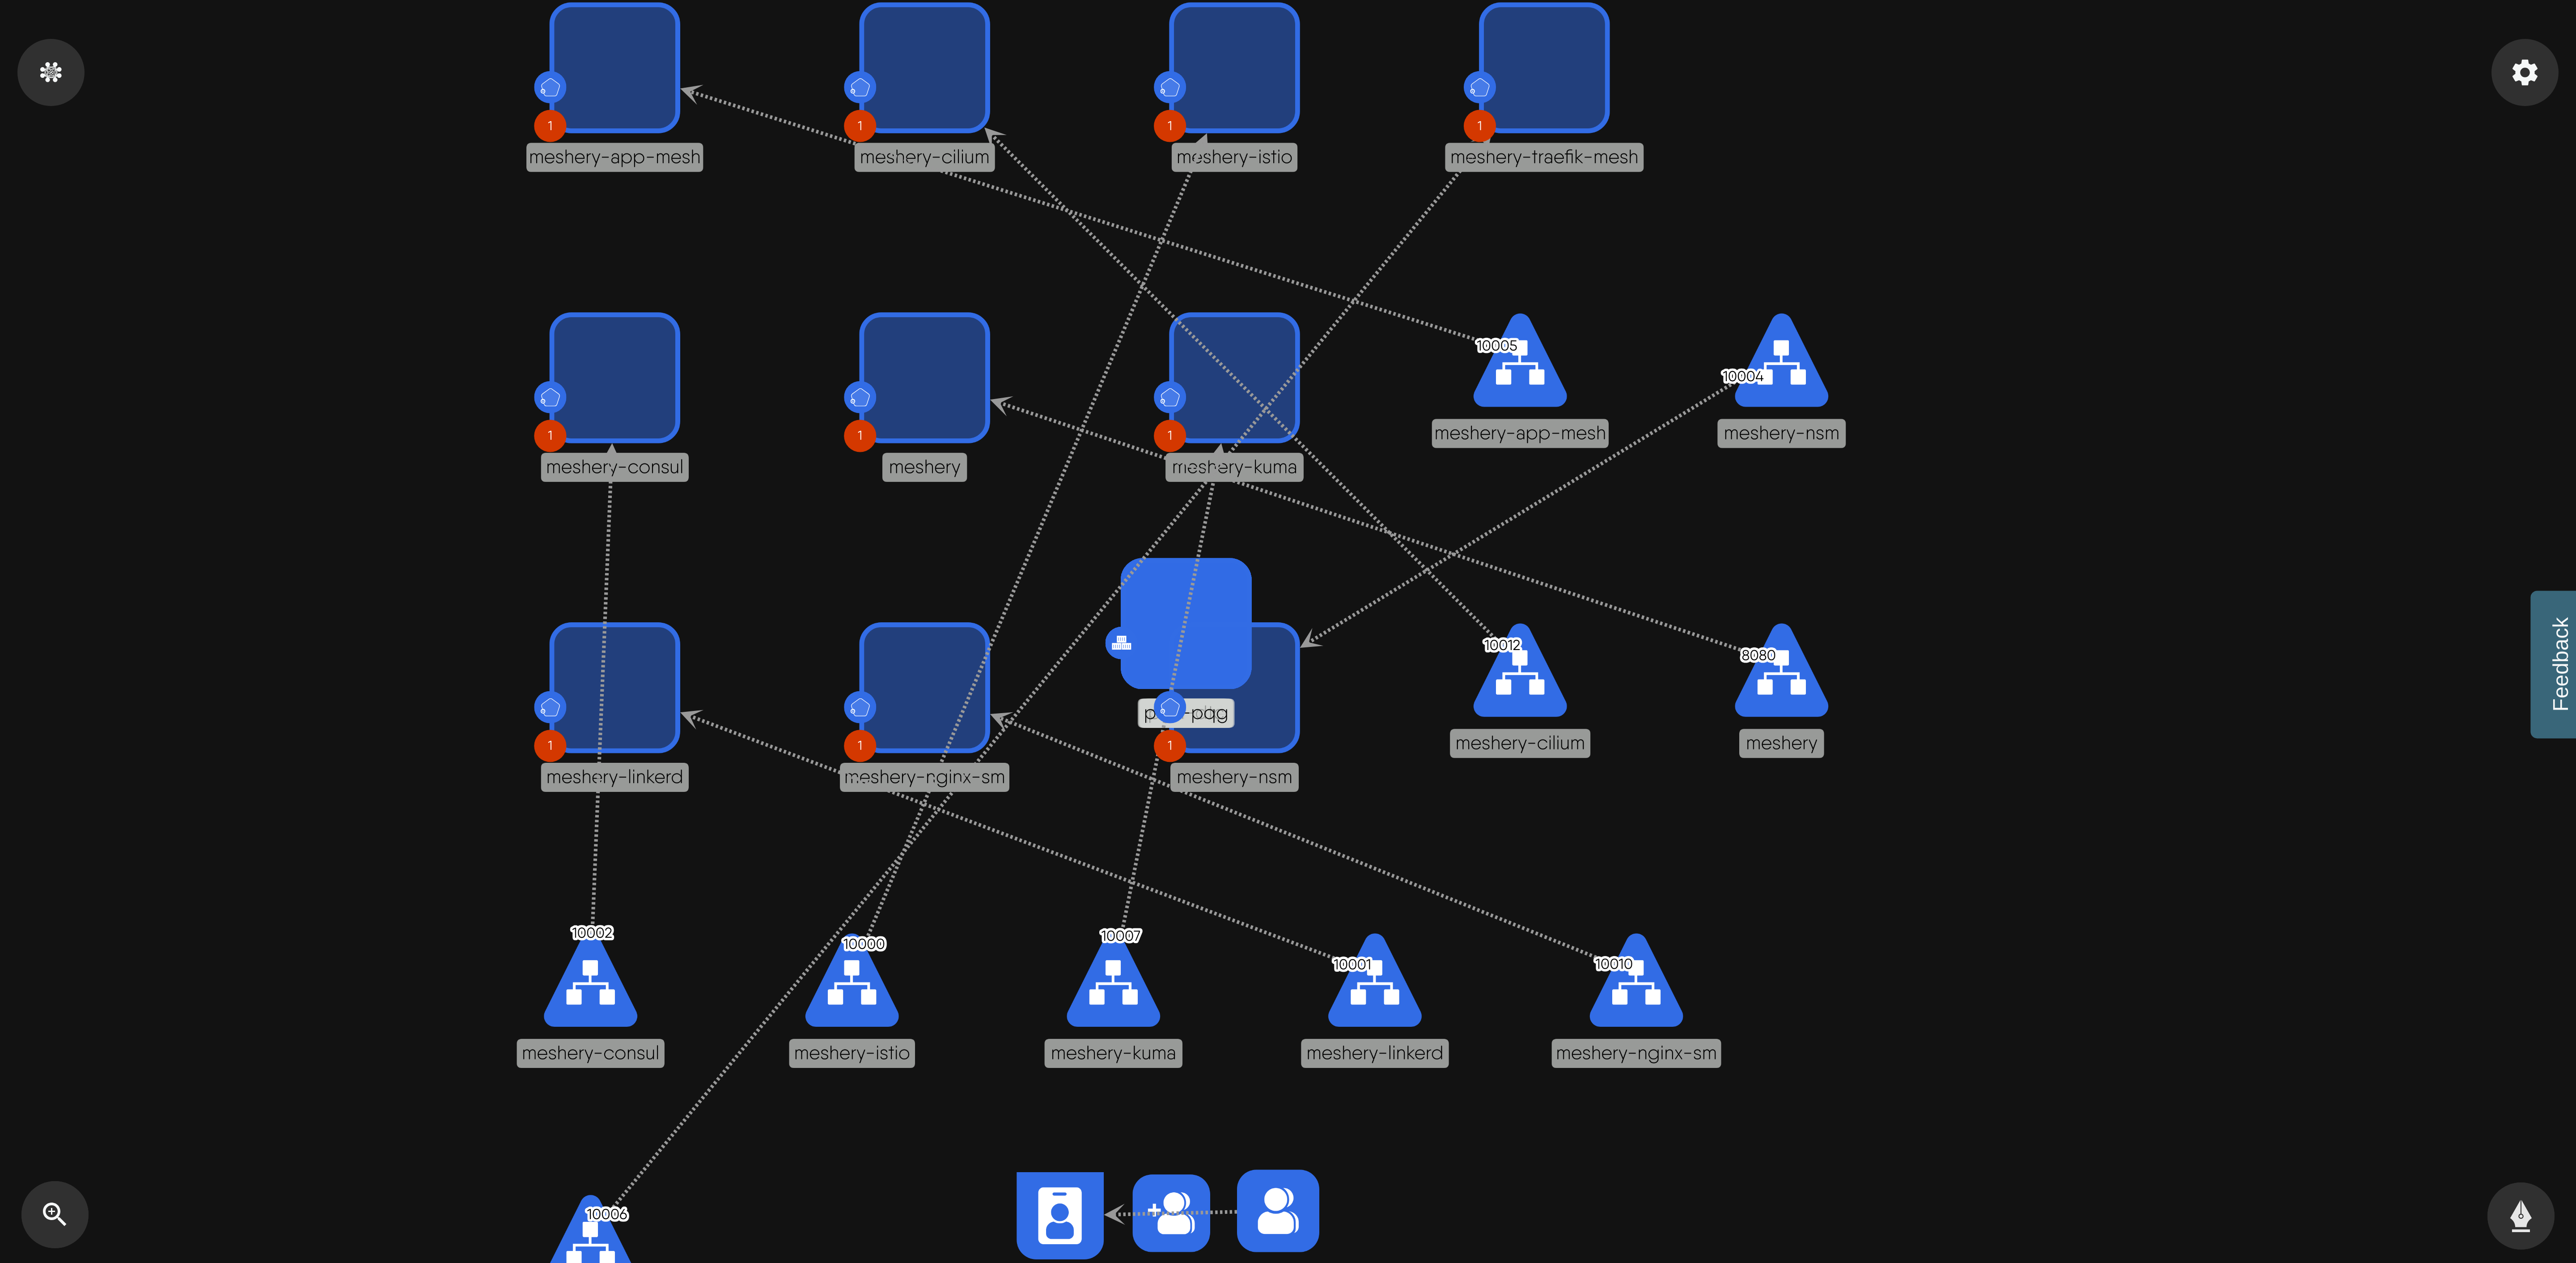 1
1
1
1
meshery-app-mesh
meshery-cilium
meshery-istio
meshery-traefik-mesh
10005
10004
1
1
1
meshery-app-mesh
meshery-nsm
meshery-consul
meshery
meshery-kuma
10012
8080
1
1
1
meshery-cilium
meshery
meshery-linkerd
meshery-nginx-sm
meshery-nsm
Feedback
10002
10000
10007
10001
10010
meshery-consul
meshery-istio
meshery-kuma
meshery-linkerd
meshery-nginx-sm
10006